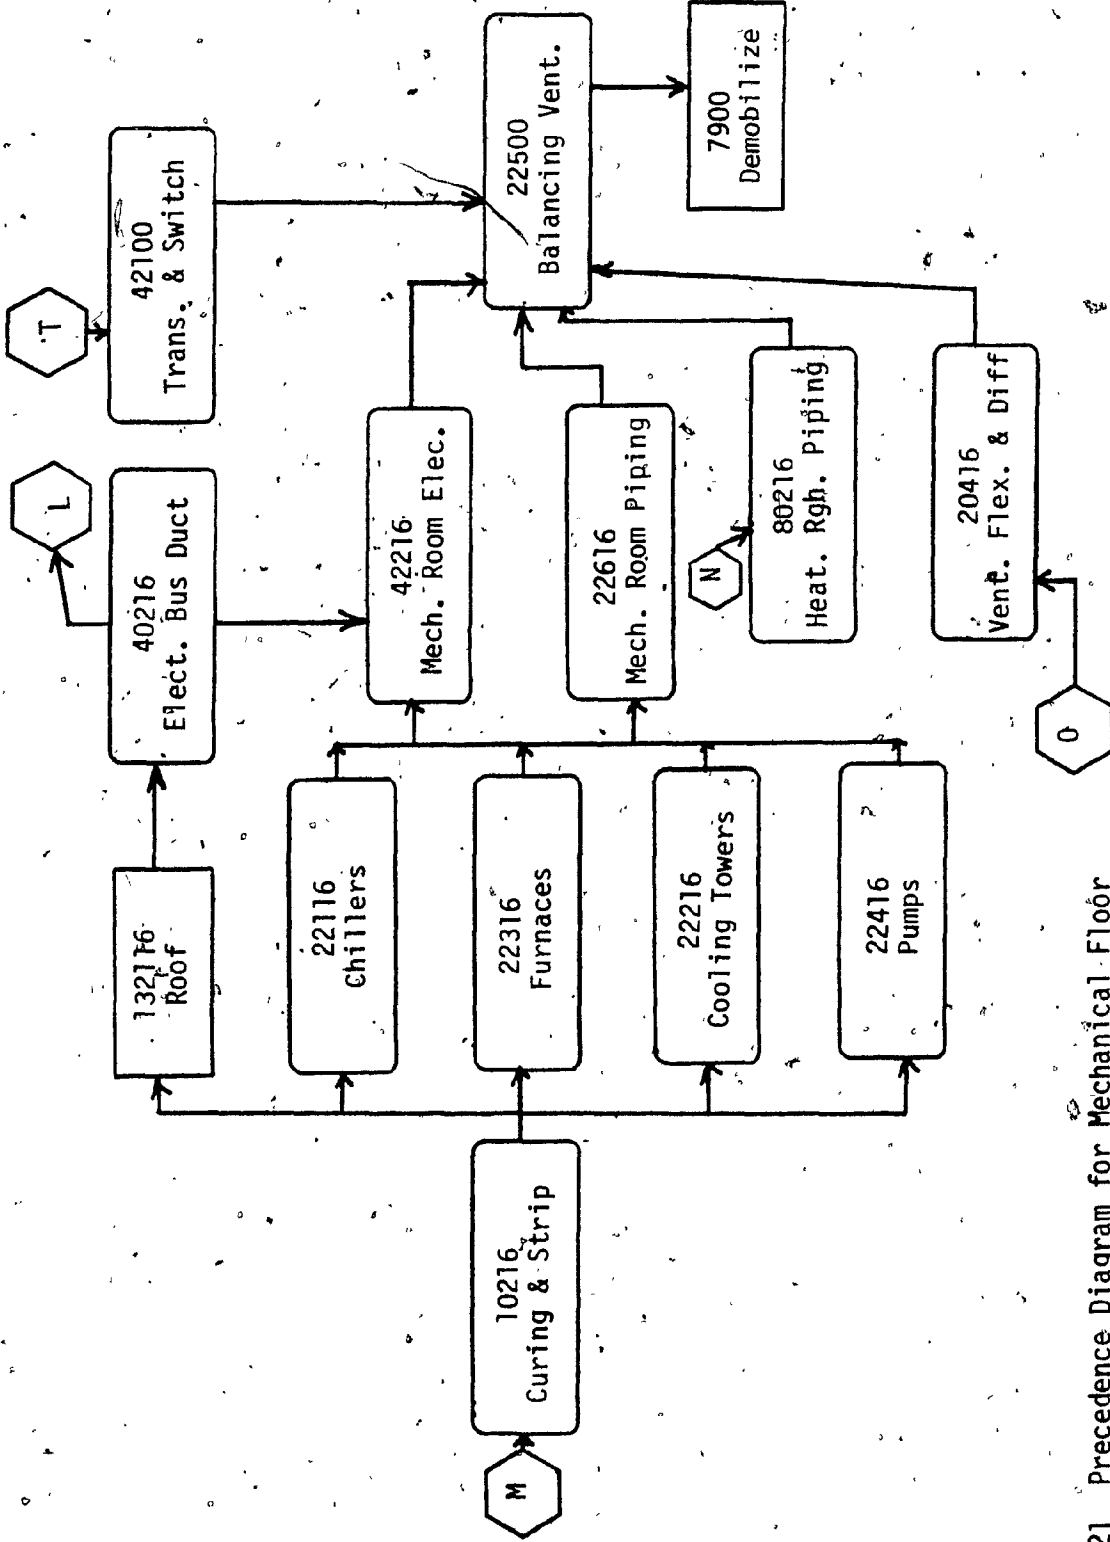 M
10216
Curing & Strip
132116
Roof
22116
Chillers
22316
Furnaces
22216
Cooling Towers
22416
Pumps
L
40216
Elect. Bus Duct
T
42100
Trans. & Switch
42216
Mech. Room Elec.
22616
Mech. Room Piping
N
80216
Heat. Rgh. Piping
O
20416
Vent. Flex. & Diff
22500
Balancing Vent.
7900
Demobilize
21 Precedence Diagram for Mechanical Floor